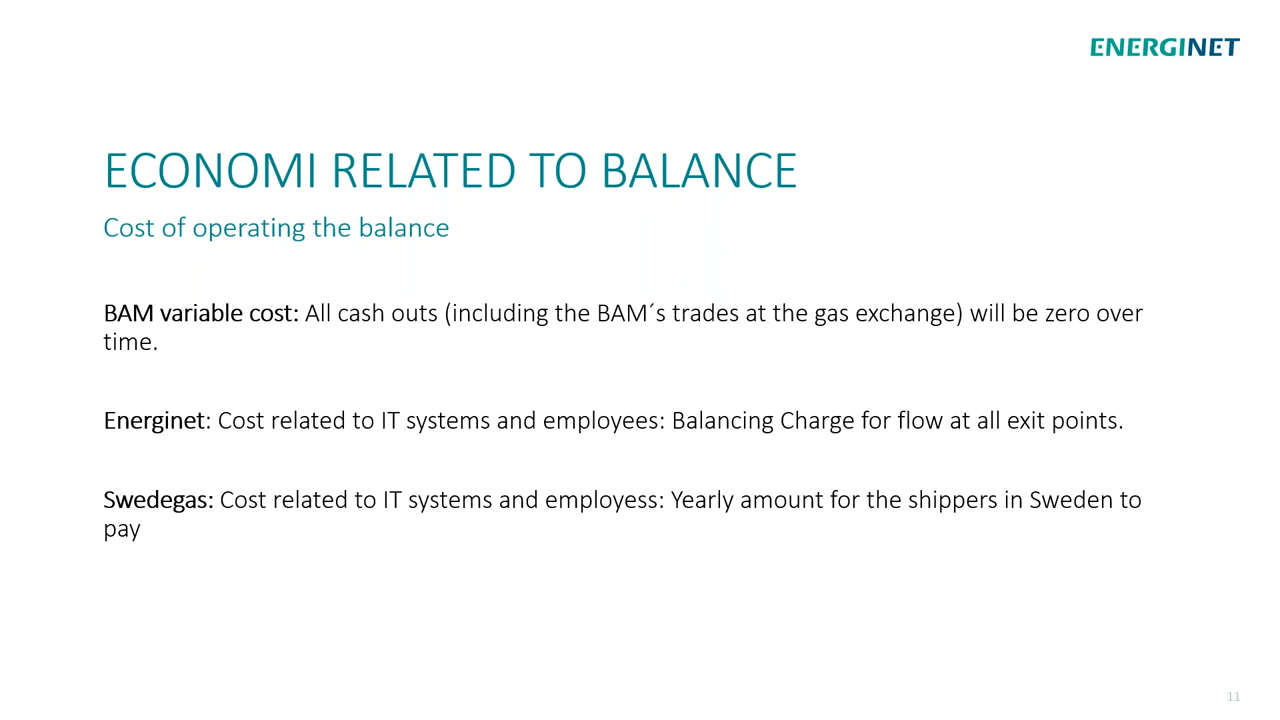 ENERGINET
ECONOMI RELATED TO BALANCE
Cost of operating the balance
BAM variable cost: All cash outs (including the BAM´s trades at the gas exchange) will be zero over
time.
Energinet: Cost related to IT systems and employees: Balancing Charge for flow at all exit points.
Swedegas: Cost related to IT systems and employess: Yearly amount for the shippers in Sweden to
pay
11